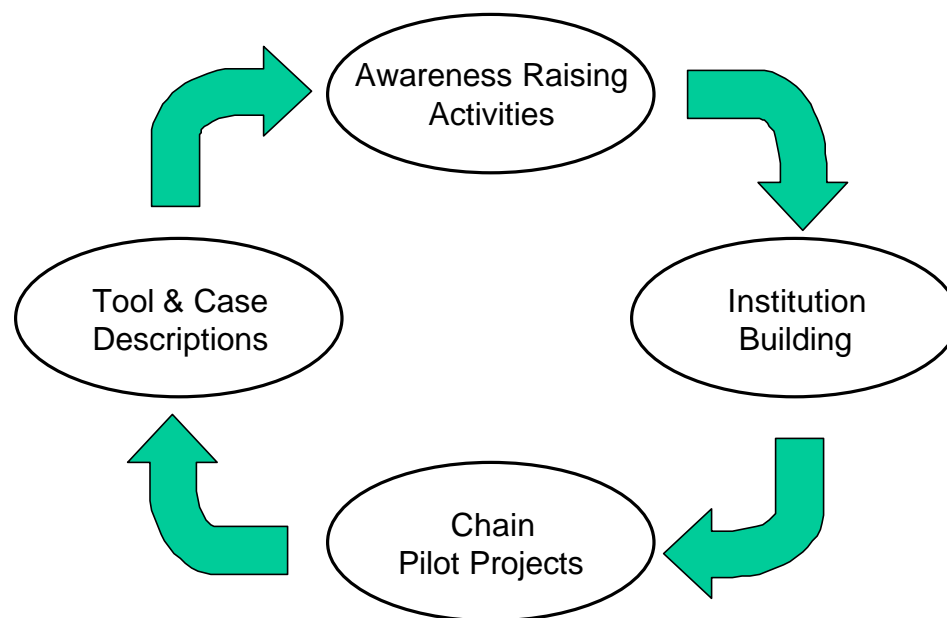 Awareness Raising
Activities
Tool & Case
Descriptions
Institution
Building
Chain
Pilot Projects